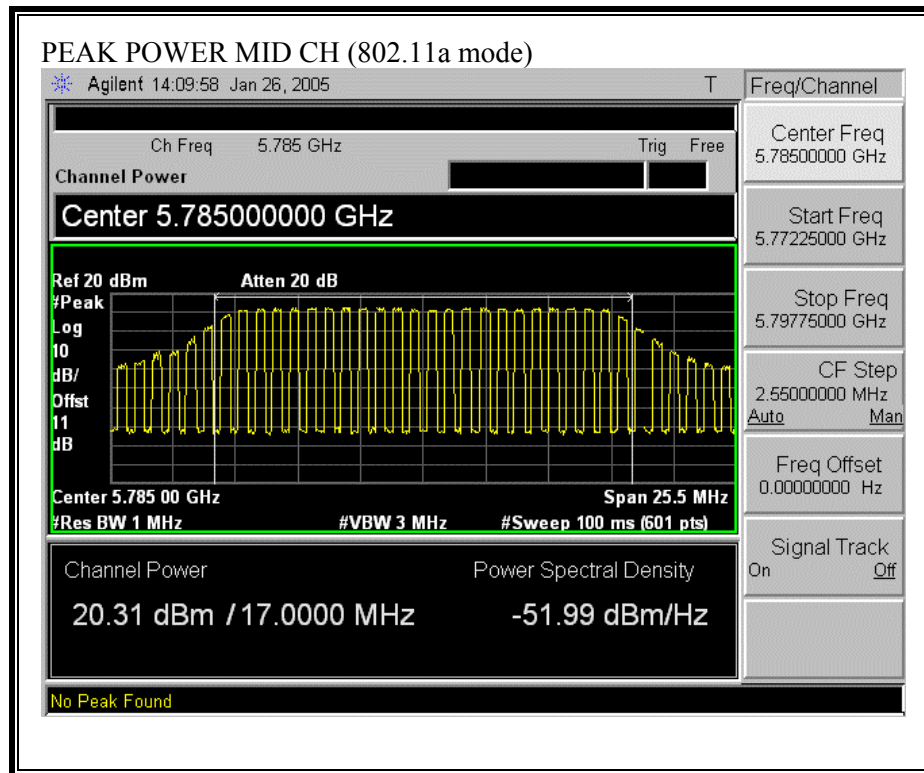 PEAK POWER MID CH (802.11a mode)
Agilent 14:09:58 Jan 26, 2005 T
Freq/Channel
Ch Freq 5.785 GHz Trig Free
Channel Power
Center 5.785000000 GHz
Center Freq
5.78500000 GHz
Start Freq
5.77225000 GHz
Stop Freq
5.79775000 GHz
CF Step
2.55000000 MHz
Auto Man
Freq Offset
0.00000000 Hz
Signal Track
On Off
Ref 20 dBm Atten 20 dB
#Peak
Log
10
dB/
Offst
11
dB
Center 5.785 00 GHz Span 25.5 MHz
#Res BW 1 MHz #VBW 3 MHz #Sweep 100 ms (601 pts)
Channel Power Power Spectral Density
20.31 dBm / 17.0000 MHz -51.99 dBm/Hz
No Peak Found